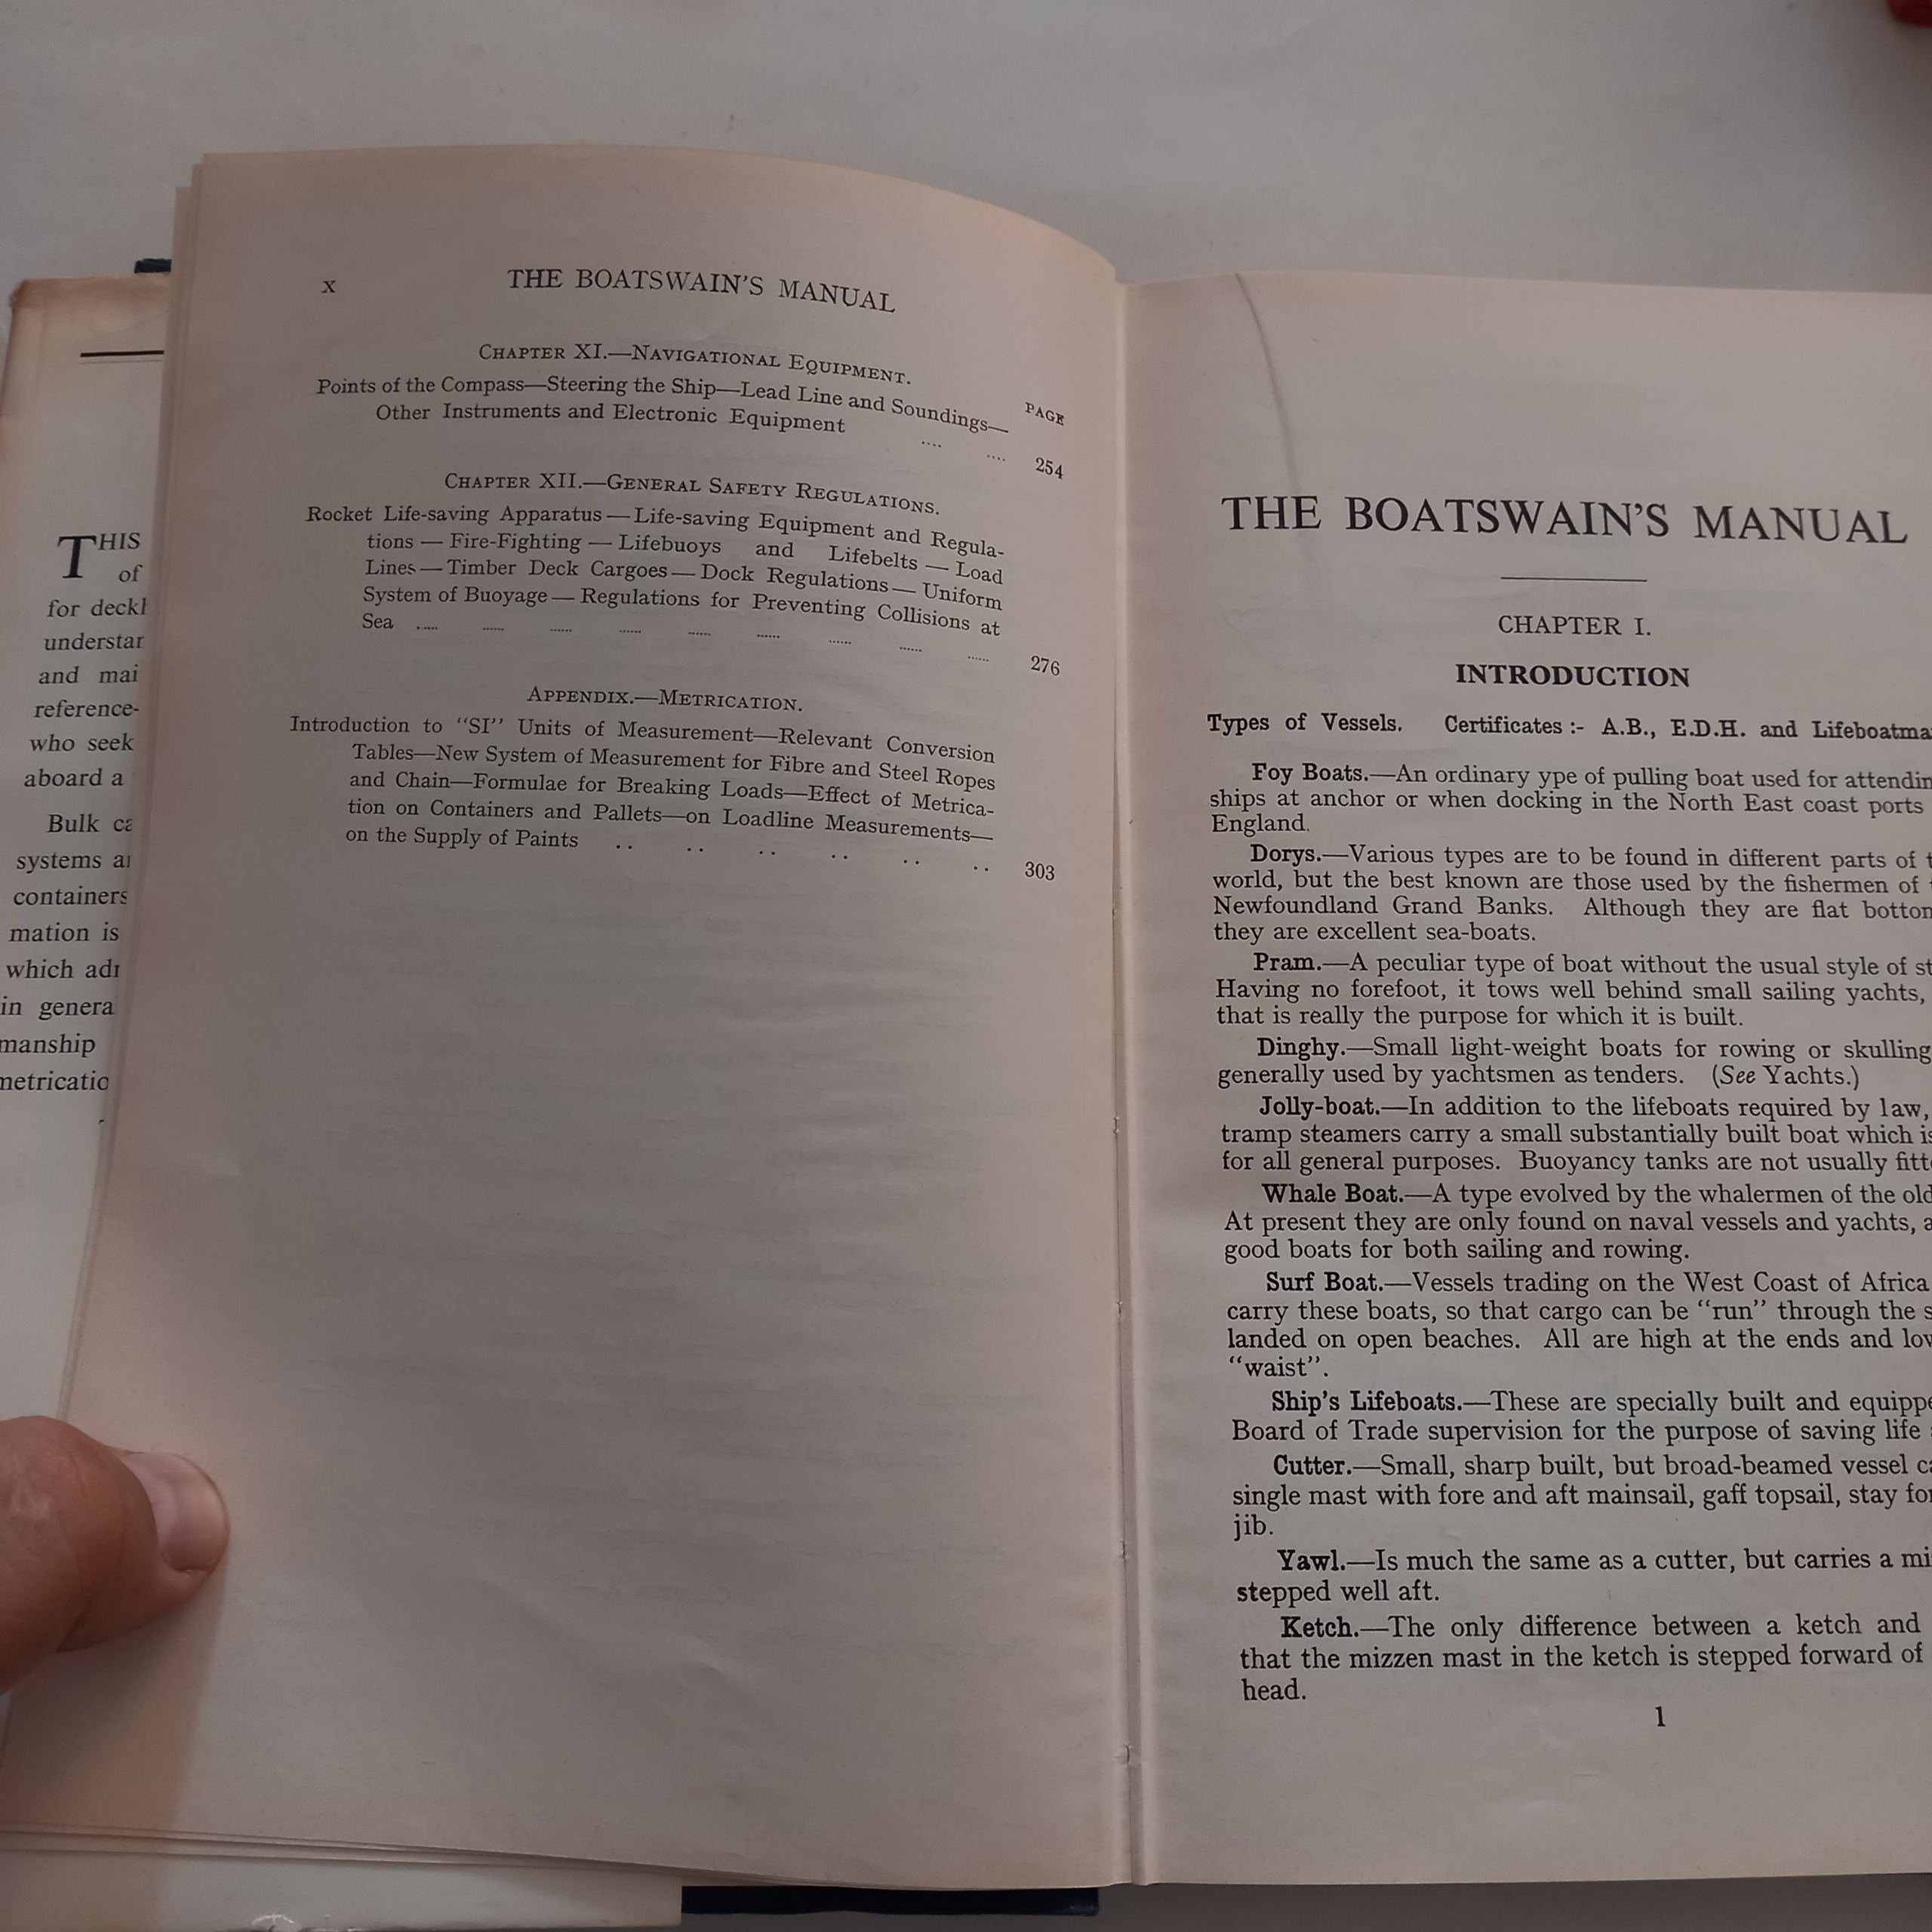 THIS
of
for deckh
understan
and mai
reference-
who seek
aboard a
Bulk ca
systems an
containers
mation is
which adn
in genera
manship
metricatio
x THE BOATSWAIN'S MANUAL
CHAPTER XI.—NAVIGATIONAL EQUIPMENT.
PAGE
Points of the Compass—Steering the Ship—Lead Line and Soundings—
Other Instruments and Electronic Equipment .... .... 254
CHAPTER XII.—GENERAL SAFETY REGULATIONS.
Rocket Life-saving Apparatus — Life-saving Equipment and Regula-
tions — Fire-Fighting — Lifebuoys and Lifebelts — Load
Lines — Timber Deck Cargoes — Dock Regulations — Uniform
System of Buoyage — Regulations for Preventing Collisions at
Sea ..... ...... ...... ...... ...... ...... ...... ...... ...... 276
APPENDIX.—METRICATION.
Introduction to "SI" Units of Measurement—Relevant Conversion
Tables—New System of Measurement for Fibre and Steel Ropes
and Chain—Formulae for Breaking Loads—Effect of Metrica-
tion on Containers and Pallets—on Loadline Measurements—
on the Supply of Paints .. .. .. .. .. .. 303
THE BOATSWAIN'S MANUAL
CHAPTER I.
INTRODUCTION
Types of Vessels. Certificates :- A.B., E.D.H. and Lifeboatma
Foy Boats.—An ordinary ype of pulling boat used for attendin
ships at anchor or when docking in the North East coast ports
England.
Dorys.—Various types are to be found in different parts of t
world, but the best known are those used by the fishermen of t
Newfoundland Grand Banks. Although they are flat bottom
they are excellent sea-boats.
Pram.—A peculiar type of boat without the usual style of st
Having no forefoot, it tows well behind small sailing yachts,
that is really the purpose for which it is built.
Dinghy.—Small light-weight boats for rowing or skulling
generally used by yachtsmen as tenders. (See Yachts.)
Jolly-boat.—In addition to the lifeboats required by law,
tramp steamers carry a small substantially built boat which is
for all general purposes. Buoyancy tanks are not usually fitte
Whale Boat.—A type evolved by the whalermen of the old
At present they are only found on naval vessels and yachts, a
good boats for both sailing and rowing.
Surf Boat.—Vessels trading on the West Coast of Africa
carry these boats, so that cargo can be "run" through the s
landed on open beaches. All are high at the ends and low
"waist".
Ship's Lifeboats.—These are specially built and equippe
Board of Trade supervision for the purpose of saving life
Cutter.—Small, sharp built, but broad-beamed vessel ca
single mast with fore and aft mainsail, gaff topsail, stay for
jib.
Yawl.—Is much the same as a cutter, but carries a mi
stepped well aft.
Ketch.—The only difference between a ketch and
that the mizzen mast in the ketch is stepped forward of
head.
1